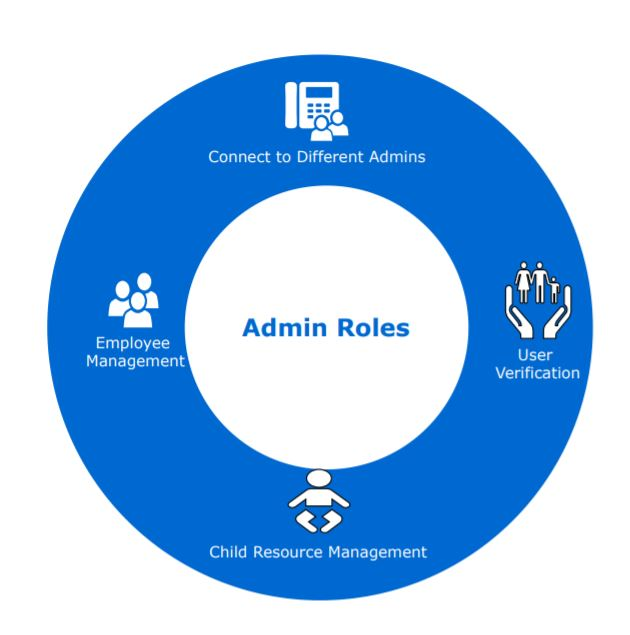 Connect to Different Admins
Admin Roles
Employee
Management
User
Verification
Child Resource Management